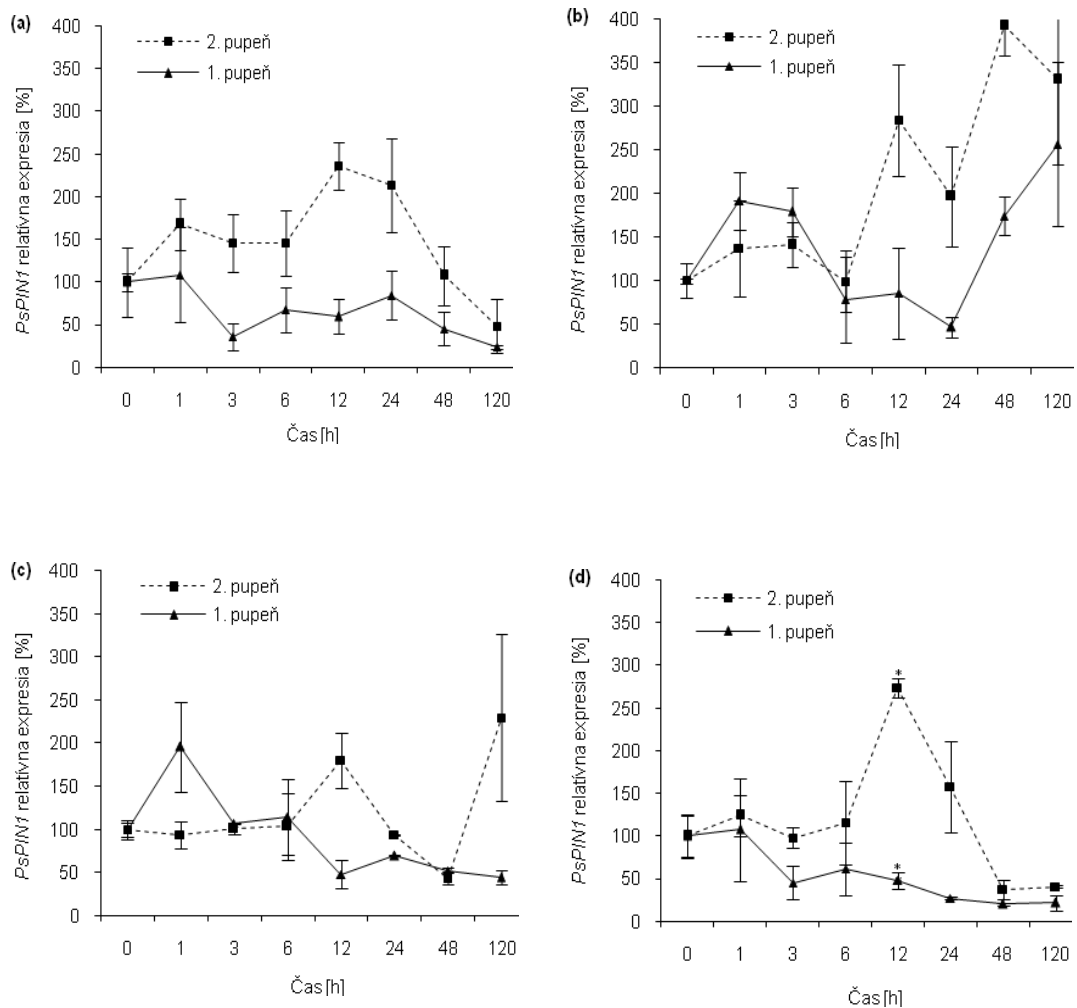 (a)
2. pupeň
1. pupeň
PsPIN1 relatívna expresia [%]
400
350
300
250
200
150
100
50
0
0 1 3 6 12 24 48 120
Čas[h]
(b)
2. pupeň
1. pupeň
PsPIN1 relatívna expresia [%]
400
350
300
250
200
150
100
50
0
0 1 3 6 12 24 48 120
Čas[h]
(c)
2. pupeň
1. pupeň
PsPIN1 relatívna expresia [%]
400
350
300
250
200
150
100
50
0
0 1 3 6 12 24 48 120
Čas[h]
(d)
2. pupeň
1. pupeň
PsPIN1 relatívna expresia [%]
400
350
300
250
200
150
100
50
0
*
*
0 1 3 6 12 24 48 120
Čas[h]